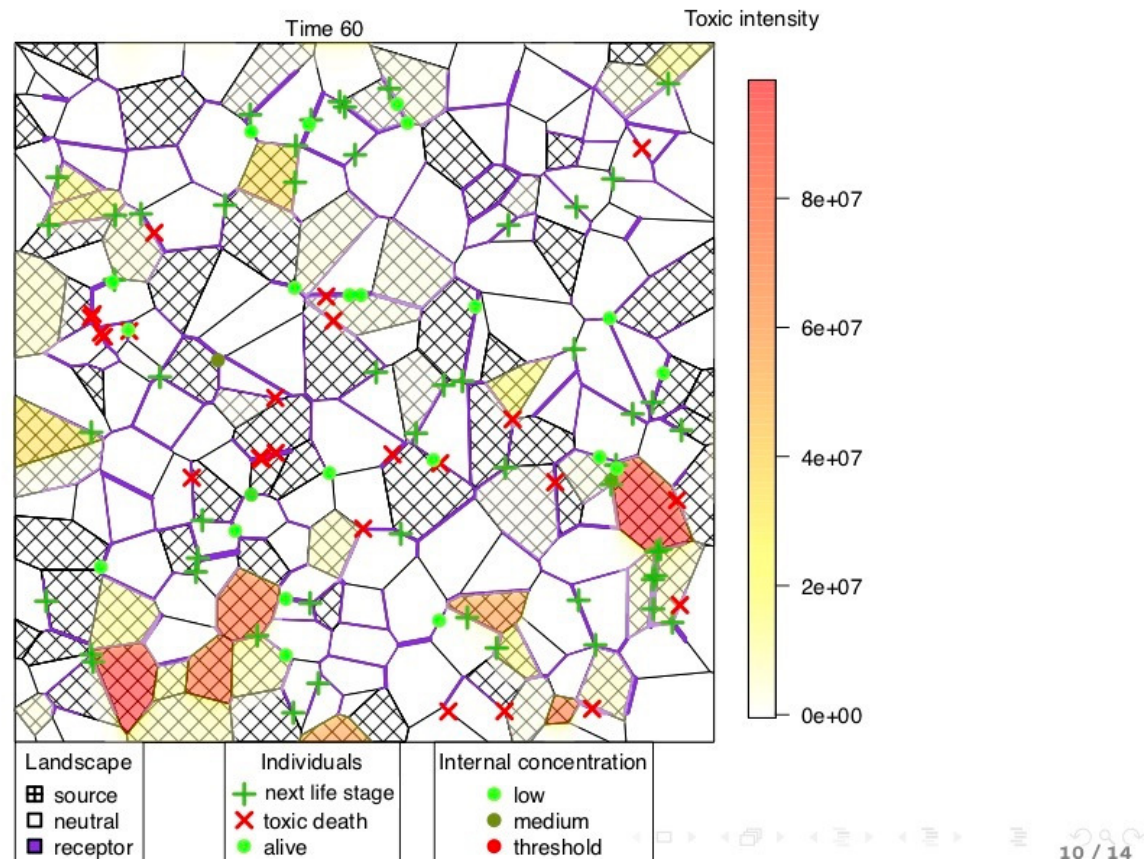 Time 60
Toxic intensity
8e+07
6e+07
4e+07
2e+07
0e+00
Landscape
source
neutral
receptor
Individuals
next life stage
toxic death
alive
Internal concentration
low
medium
threshold
10 / 14